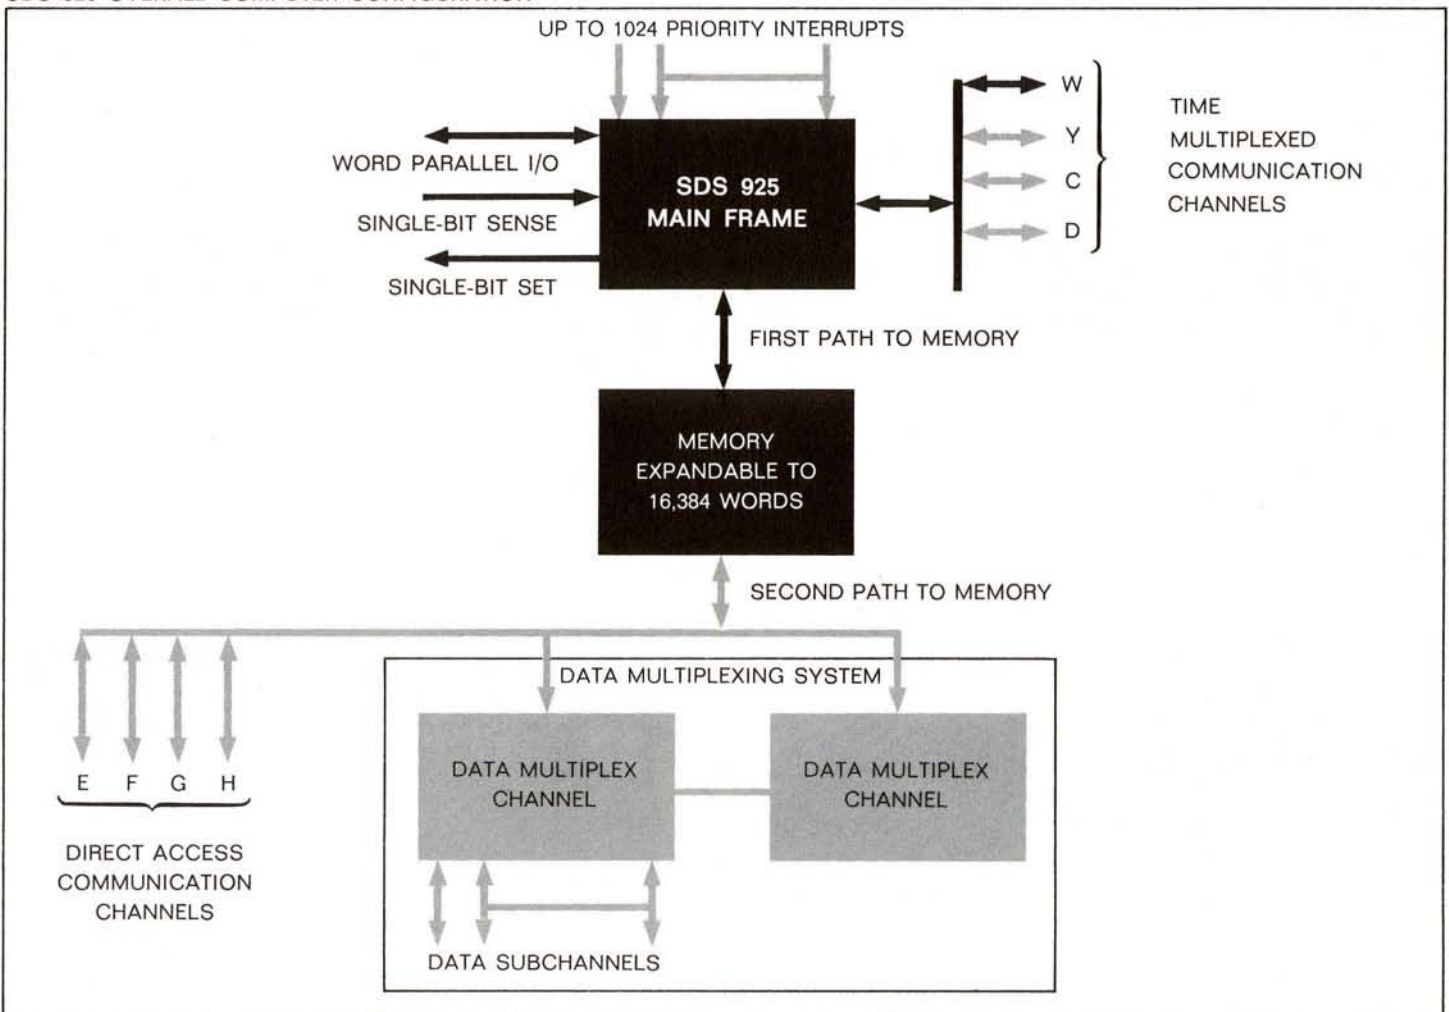 UP TO 1024 PRIORITY INTERRUPTS
WORD PARALLEL I/O
SINGLE-BIT SENSE
SINGLE-BIT SET
SDS 925
MAIN FRAME
W
Y
C
D
TIME
MULTIPLEXED
COMMUNICATION
CHANNELS
FIRST PATH TO MEMORY
MEMORY
EXPANDABLE TO
16,384 WORDS
SECOND PATH TO MEMORY
E F G H
DIRECT ACCESS
COMMUNICATION
CHANNELS
DATA MULTIPLEXING SYSTEM
DATA MULTIPLEX
CHANNEL
DATA MULTIPLEX
CHANNEL
DATA SUBCHANNELS